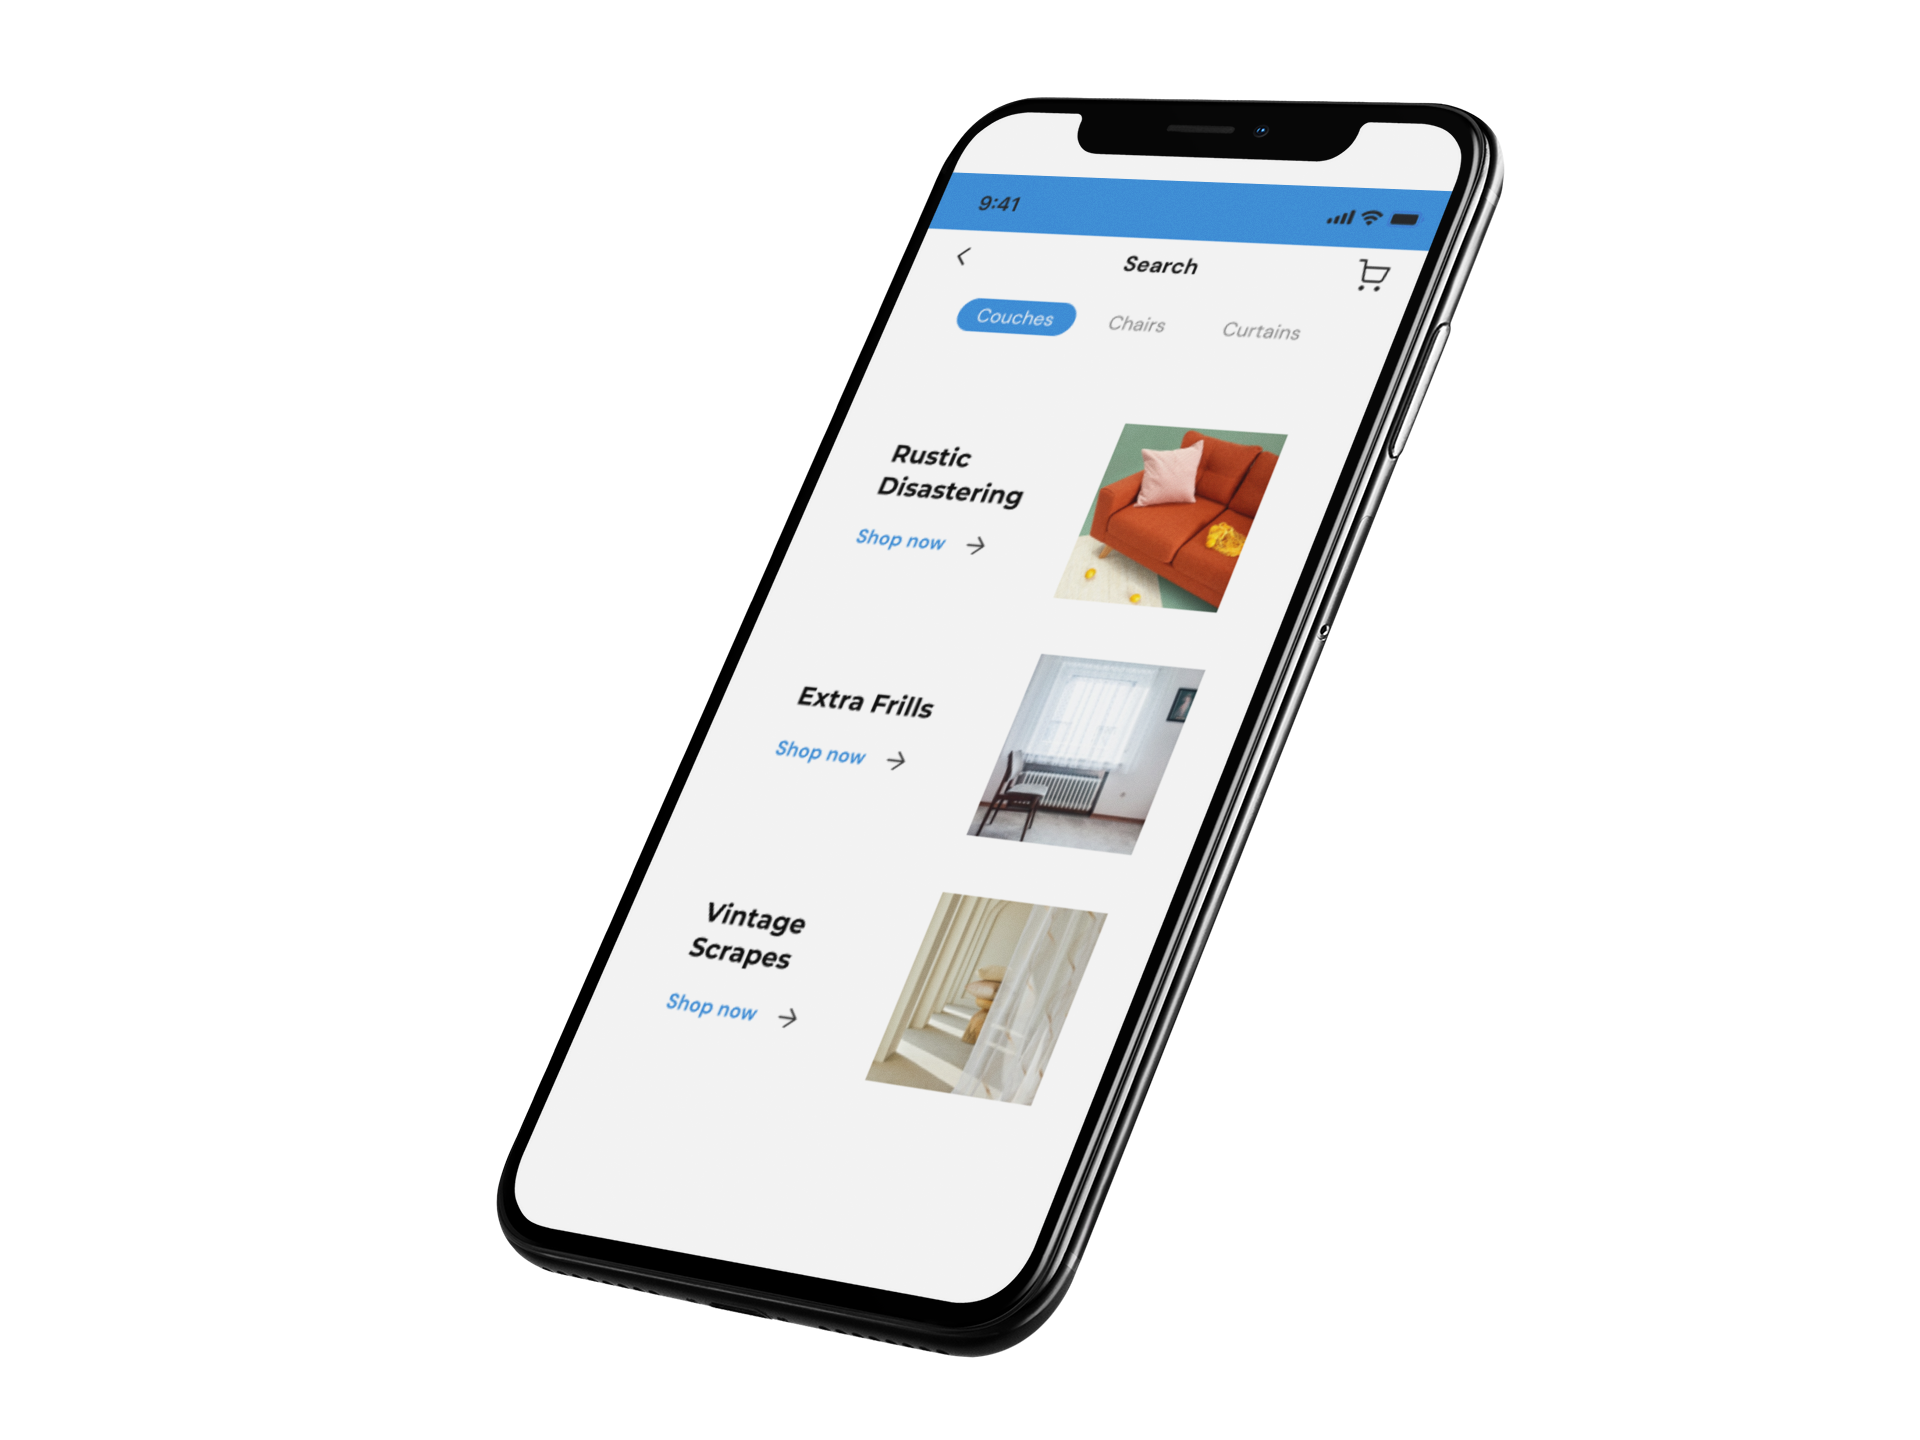 9:41
Search
Couches
Chairs
Curtains
Rustic
Disastering
Shop now
Extra Frills
Shop now
Vintage
Scrapes
Shop now